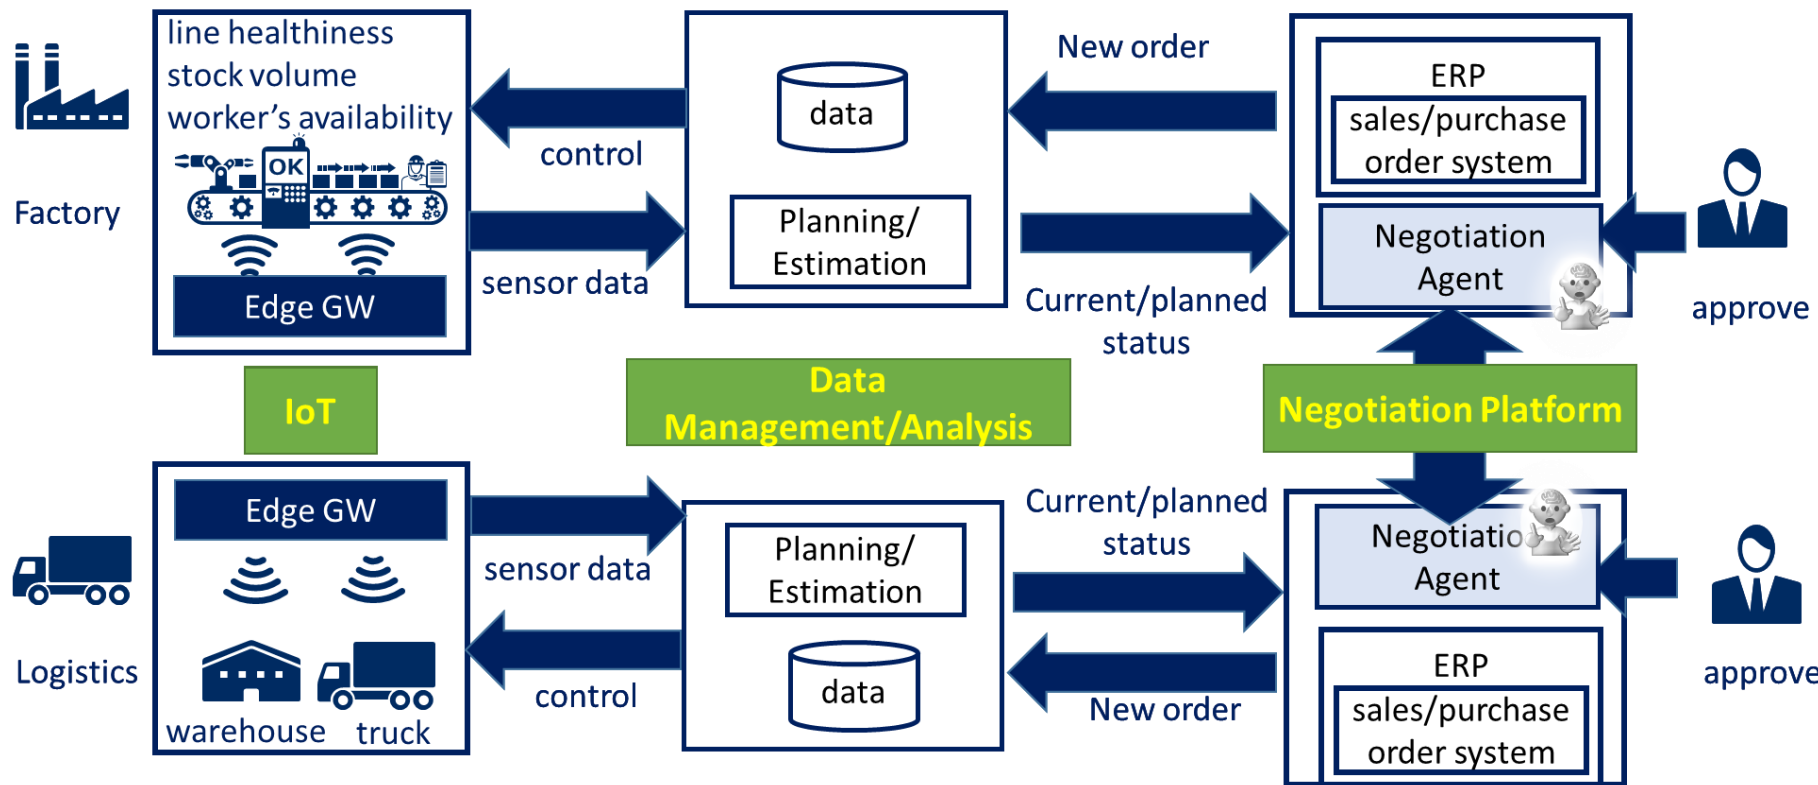 line healthiness
stock volume
worker's availability
OK
Edge GW
Factory
control
sensor data
data
Planning/
Estimation
New order
Current/planned
status
ERP
sales/purchase
order system
Negotiation
Agent
approve
IoT
Data
Management/Analysis
Negotiation Platform
Edge GW
Logistics
warehouse
truck
sensor data
control
Planning/
Estimation
data
Current/planned
status
New order
Negotiation
Agent
ERP
sales/purchase
order system
approve